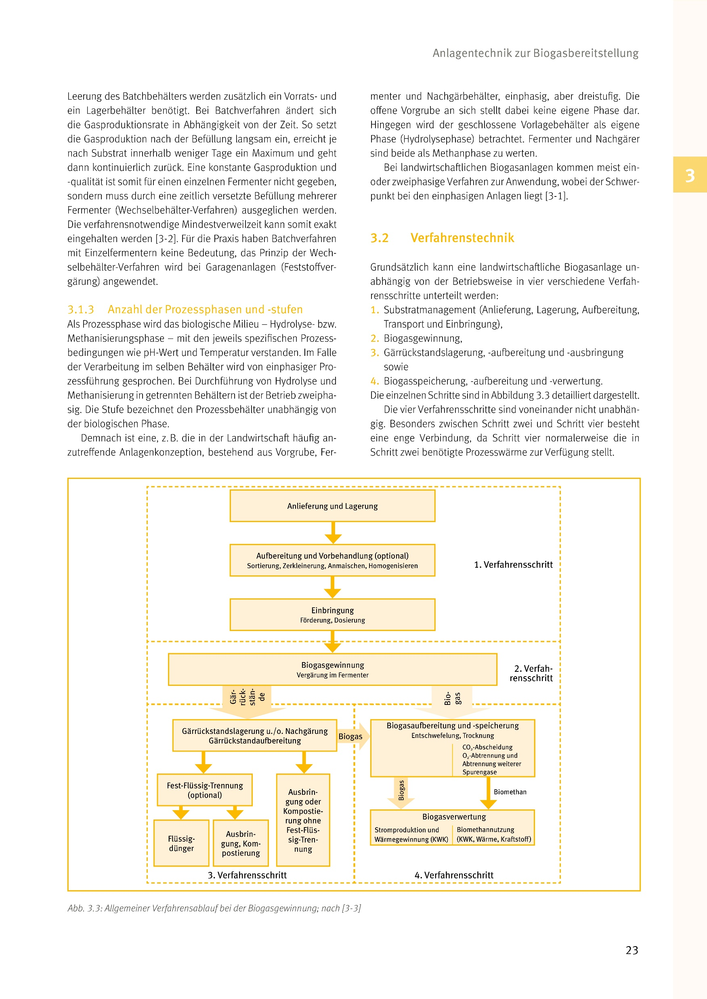 Anlagentechnik zur Biogasbereitstellung
Leerung des Batchbehälters werden zusätzlich ein Vorrats- und
ein Lagerbehälter benötigt. Bei Batchverfahren ändert sich
die Gasproduktionsrate in Abhängigkeit von der Zeit. So setzt
die Gasproduktion nach der Befüllung langsam ein, erreicht je
nach Substrat innerhalb weniger Tage ein Maximum und geht
dann kontinuierlich zurück. Eine konstante Gasproduktion und
-qualität ist somit für einen einzelnen Fermenter nicht gegeben,
sondern muss durch eine zeitlich versetzte Befüllung mehrerer
Fermenter (Wechselbehälter-Verfahren) ausgeglichen werden.
Die verfahrensnotwendige Mindestverweilzeit kann somit exakt
eingehalten werden [3-2]. Für die Praxis haben Batchverfahren
mit Einzelfermentern keine Bedeutung, das Prinzip der Wech-
selbehälter-Verfahren wird bei Garagenanlagen (Feststoffver-
gärung) angewendet.
3.1.3 Anzahl der Prozessphasen und -stufen
Als Prozessphase wird das biologische Milieu – Hydrolyse- bzw.
Methanisierungsphase – mit den jeweils spezifischen Prozess-
bedingungen wie pH-Wert und Temperatur verstanden. Im Falle
der Verarbeitung im selben Behälter wird von einphasiger Pro-
zessführung gesprochen. Bei Durchführung von Hydrolyse und
Methanisierung in getrennten Behältern ist der Betrieb zweipha-
sig. Die Stufe bezeichnet den Prozessbehälter unabhängig von
der biologischen Phase.
Demnach ist eine, z. B. die in der Landwirtschaft häufig an-
zutreffende Anlagenkonzeption, bestehend aus Vorgrube, Fer-
menter und Nachgärbehälter, einphasig, aber dreistufig. Die
offene Vorgrube an sich stellt dabei keine eigene Phase dar.
Hingegen wird der geschlossene Vorlagebehälter als eigene
Phase (Hydrolysephase) betrachtet. Fermenter und Nachgärer
sind beide als Methanphase zu werten.
Bei landwirtschaftlichen Biogasanlagen kommen meist ein-
oder zweiphasige Verfahren zur Anwendung, wobei der Schwer-
punkt bei den einphasigen Anlagen liegt [3-1].
3
3.2 Verfahrenstechnik
Grundsätzlich kann eine landwirtschaftliche Biogasanlage un-
abhängig von der Betriebsweise in vier verschiedene Verfah-
rensschritte unterteilt werden:
1. Substratmanagement (Anlieferung, Lagerung, Aufbereitung,
Transport und Einbringung),
2. Biogasgewinnung,
3. Gärrückstandslagerung, -aufbereitung und -ausbringung
sowie
4. Biogasspeicherung, -aufbereitung und -verwertung.
Die einzelnen Schritte sind in Abbildung 3.3 detailliert dargestellt.
Die vier Verfahrensschritte sind voneinander nicht unabhän-
gig. Besonders zwischen Schritt zwei und Schritt vier besteht
eine enge Verbindung, da Schritt vier normalerweise die in
Schritt zwei benötigte Prozesswärme zur Verfügung stellt.
Anlieferung und Lagerung
Aufbereitung und Vorbehandlung (optional)
Sortierung, Zerkleinerung, Anmaischen, Homogenisieren
1. Verfahrensschritt
Einbringung
Förderung, Dosierung
Biogasgewinnung
Vergärung im Fermenter
2. Verfah-
rensschritt
Gär-
rück-
stän-
de
Bio-
gas
Gärrückstandslagerung u./o. Nachgärung
Gärrückstandaufbereitung
Biogas
Biogasaufbereitung und -speicherung
Entschwefelung, Trocknung
CO₂-Abscheidung
O₂-Abtrennung und
Abtrennung weiterer
Spurengase
Fest-Flüssig-Trennung
(optional)
Ausbrin-
gung oder
Kompostie-
rung ohne
Fest-Flüs-
sig-Tren-
nung
Biogas
Biomethan
Flüssig-
dünger
Ausbrin-
gung, Kom-
postierung
Biogasverwertung
Stromproduktion und
Wärmegewinnung (KWK)
Biomethannutzung
(KWK, Wärme, Kraftstoff)
3. Verfahrensschritt
4. Verfahrensschritt
Abb. 3.3: Allgemeiner Verfahrensablauf bei der Biogasgewinnung; nach [3-3]
23